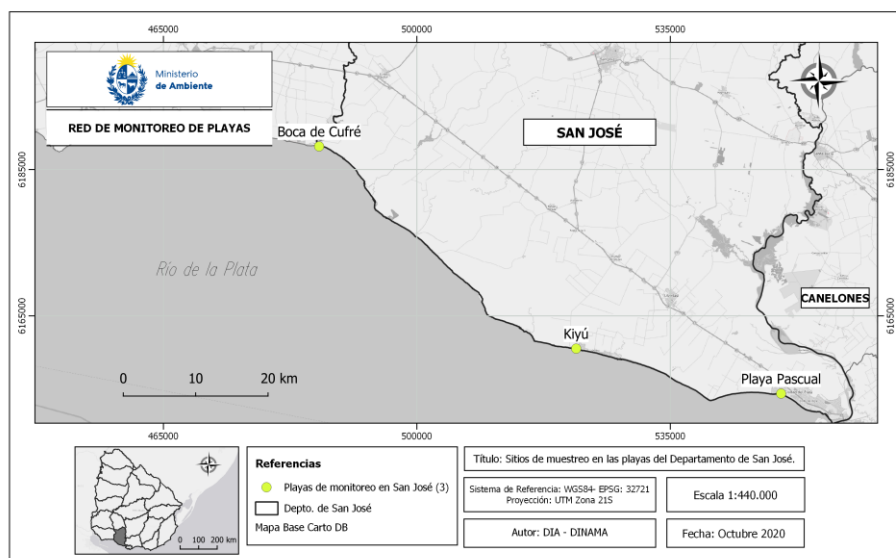 465000
500000
535000
Ministerio
de Ambiente
RED DE MONITOREO DE PLAYAS
Boca de Cufré
SAN JOSÉ
6185000
6185000
Río de la Plata
CANELONES
6165000
6165000
Kiyú
Playa Pascual
0 10 20 km
465000
500000
535000
Referencias
Playas de monitoreo en San José (3)
Depto. de San José
Mapa Base Carto DB
0 100 200 km
Título: Sitios de muestreo en las playas del Departamento de San José.
Sistema de Referencia: WGS84- EPSG: 32721
Proyección: UTM Zona 21S
Escala 1:440.000
Autor: DIA - DINAMA
Fecha: Octubre 2020